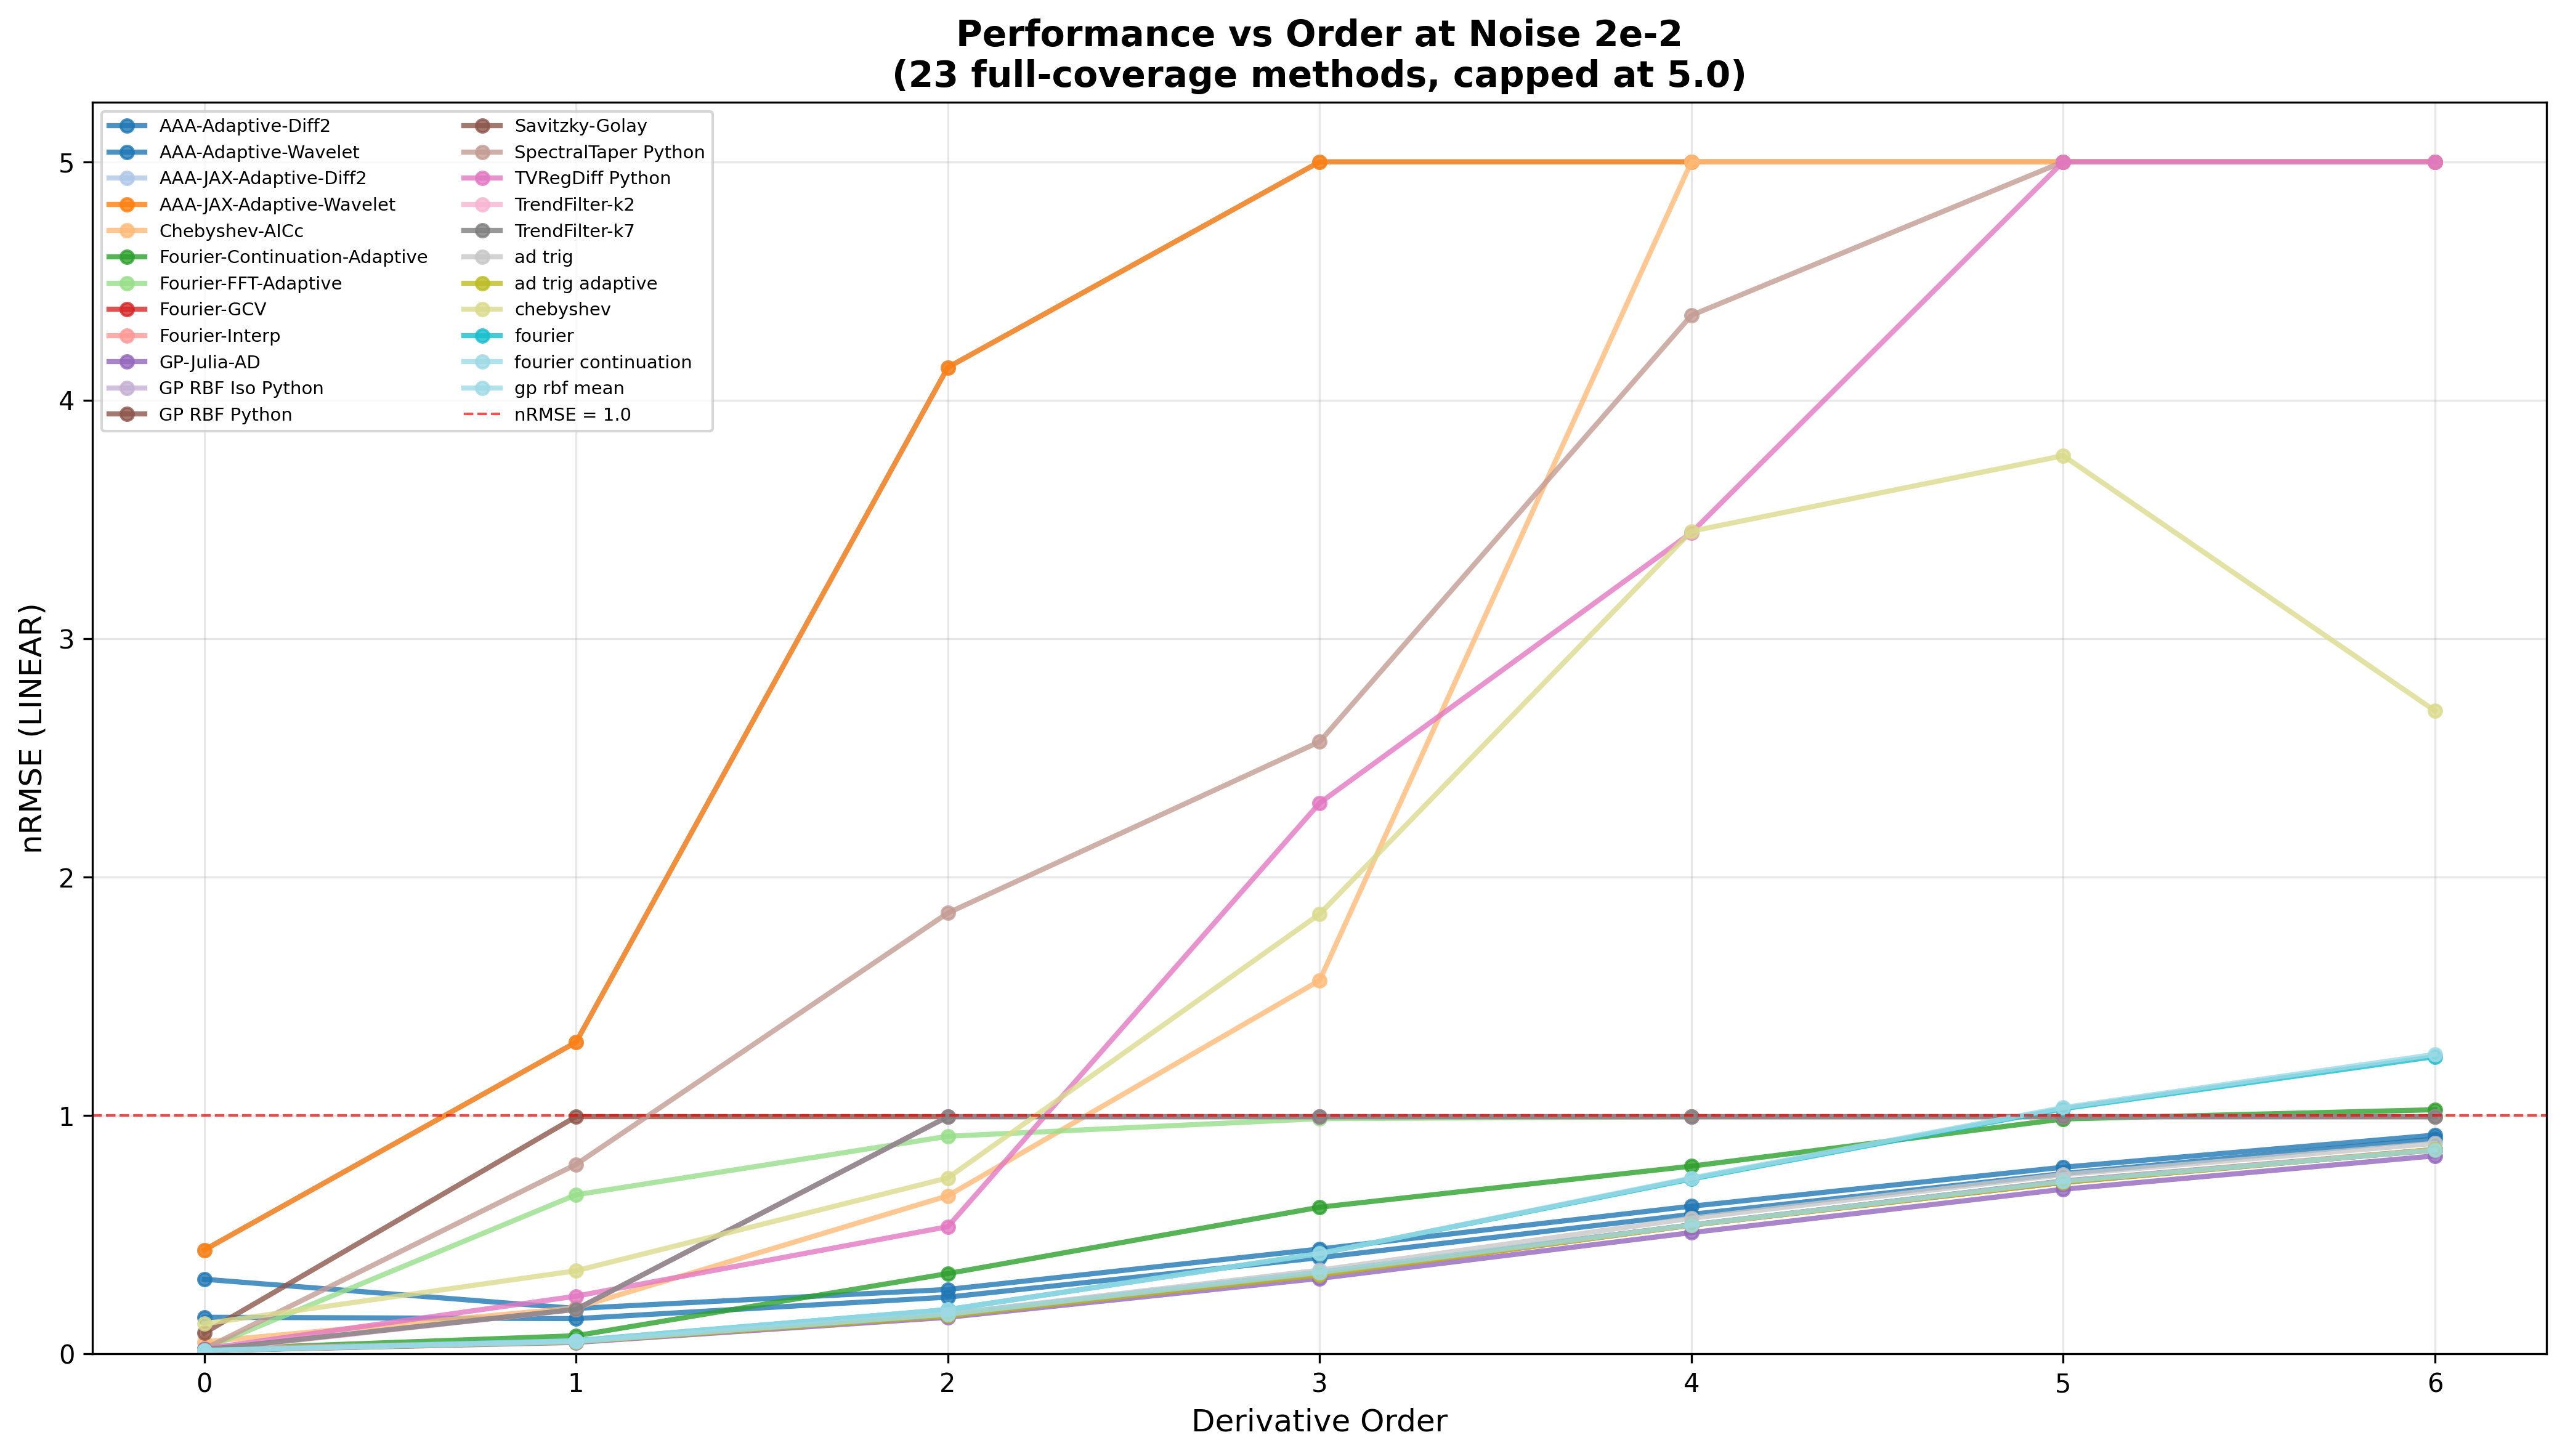 Performance vs Order at Noise 2e-2
(23 full-coverage methods, capped at 5.0)
AAA-Adaptive-Diff2
AAA-Adaptive-Wavelet
AAA-JAX-Adaptive-Diff2
AAA-JAX-Adaptive-Wavelet
Chebyshev-AICc
Fourier-Continuation-Adaptive
Fourier-FFT-Adaptive
Fourier-GCV
Fourier-Interp
GP-Julia-AD
GP RBF Iso Python
GP RBF Python
Savitzky-Golay
SpectralTaper Python
TVRegDiff Python
TrendFilter-k2
TrendFilter-k7
ad trig
ad trig adaptive
chebyshev
fourier
fourier continuation
gp rbf mean
nRMSE = 1.0
nRMSE (LINEAR)
5
4
3
2
1
0
0 1 2 3 4 5 6
Derivative Order